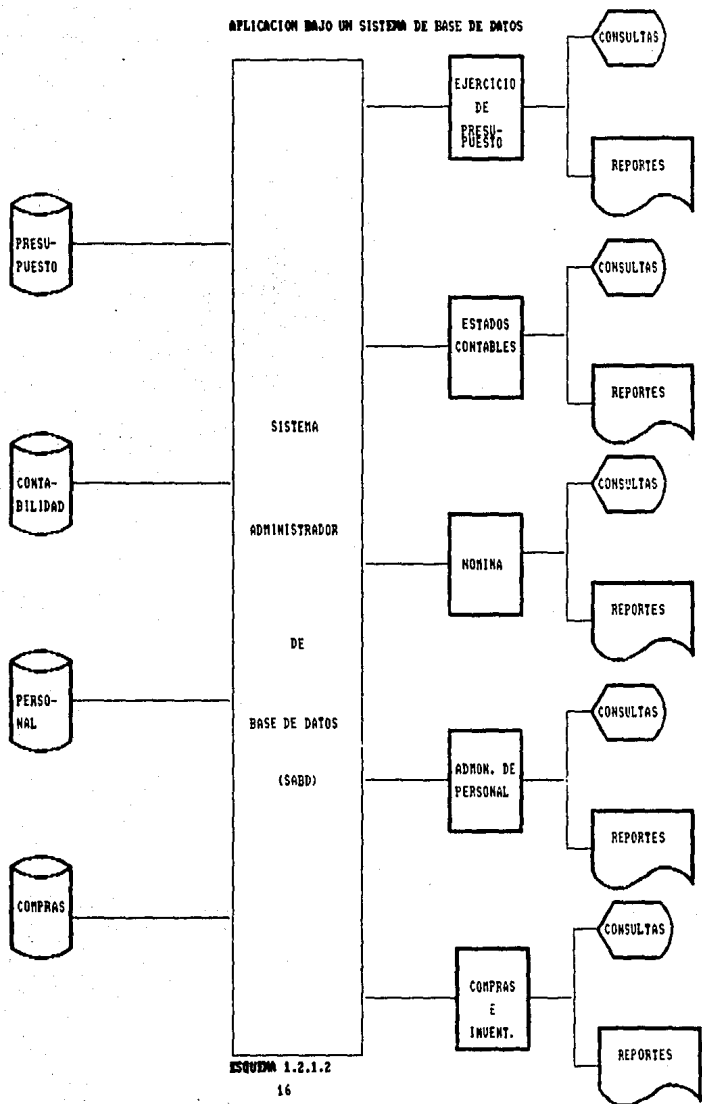 APLICACION BAJO UN SISTEMA DE BASE DE DATOS
PRESU-
PUESTO
CONTA-
BILIDAD
PERSO-
NAL
COMPRAS
SISTEMA
ADMINISTRADOR
DE
BASE DE DATOS
(SABD)
EJERCICIO
DE
PRESU-
PUESTO
CONSULTAS
REPORTES
ESTADOS
CONTABLES
CONSULTAS
REPORTES
NOMINA
CONSULTAS
REPORTES
ADMON. DE
PERSONAL
CONSULTAS
REPORTES
COMPRAS
E
INVENT.
CONSULTAS
REPORTES
ESQUEMA 1.2.1.2
16